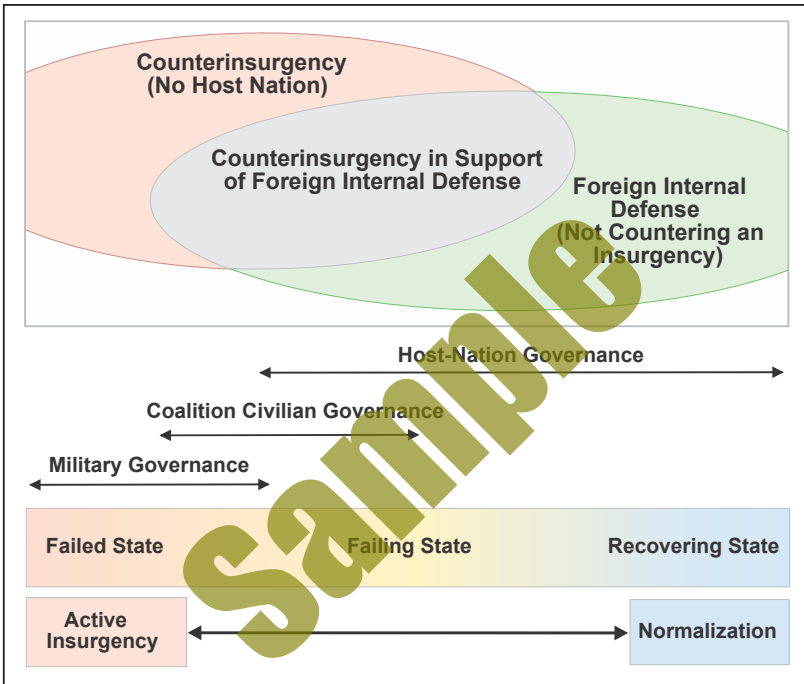 Counterinsurgency
(No Host Nation)
Counterinsurgency in Support
of Foreign Internal Defense
Foreign Internal
Defense
(Not Countering an
Insurgency)
Host-Nation Governance
Coalition Civilian Governance
Military Governance
Failed State
Failing State
Recovering State
Active
Insurgency
Normalization
Sample